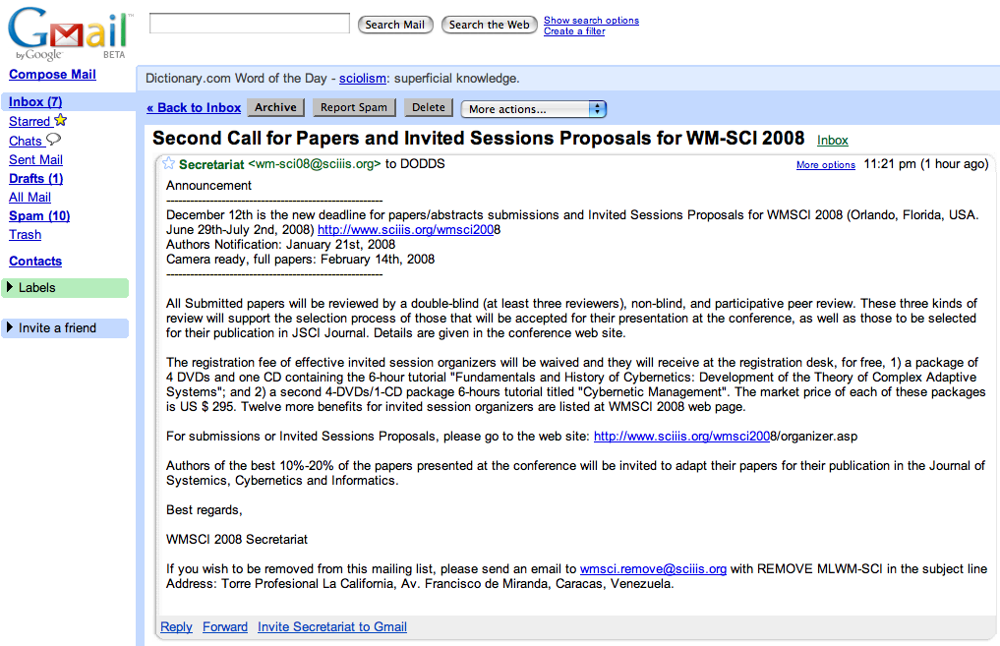 Gmail™
by Google BETA
Search Mail
Search the Web
Show search options
Create a filter
Compose Mail
Inbox (7)
Starred
Chats
Sent Mail
Drafts (1)
All Mail
Spam (10)
Trash
Contacts
Labels
Invite a friend
Dictionary.com Word of the Day - sciolism: superficial knowledge.
« Back to Inbox Archive Report Spam Delete More actions...
Second Call for Papers and Invited Sessions Proposals for WM-SCI 2008 Inbox
Secretariat <wm-sci08@sciiis.org> to DODDS More options 11:21 pm (1 hour ago)
Announcement
-------------------------------------------------------
December 12th is the new deadline for papers/abstracts submissions and Invited Sessions Proposals for WMSCI 2008 (Orlando, Florida, USA.
June 29th-July 2nd, 2008) http://www.sciiis.org/wmsci2008
Authors Notification: January 21st, 2008
Camera ready, full papers: February 14th, 2008
-------------------------------------------------------
All Submitted papers will be reviewed by a double-blind (at least three reviewers), non-blind, and participative peer review. These three kinds of
review will support the selection process of those that will be accepted for their presentation at the conference, as well as those to be selected
for their publication in JSCI Journal. Details are given in the conference web site.
The registration fee of effective invited session organizers will be waived and they will receive at the registration desk, for free, 1) a package of
4 DVDs and one CD containing the 6-hour tutorial "Fundamentals and History of Cybernetics: Development of the Theory of Complex Adaptive
Systems"; and 2) a second 4-DVDs/1-CD package 6-hours tutorial titled "Cybernetic Management". The market price of each of these packages
is US $ 295. Twelve more benefits for invited session organizers are listed at WMSCI 2008 web page.
For submissions or Invited Sessions Proposals, please go to the web site: http://www.sciiis.org/wmsci2008/organizer.asp
Authors of the best 10%-20% of the papers presented at the conference will be invited to adapt their papers for their publication in the Journal of
Systemics, Cybernetics and Informatics.
Best regards,
WMSCI 2008 Secretariat
If you wish to be removed from this mailing list, please send an email to wmsci.remove@sciiis.org with REMOVE MLWM-SCI in the subject line
Address: Torre Profesional La California, Av. Francisco de Miranda, Caracas, Venezuela.
Reply Forward Invite Secretariat to Gmail